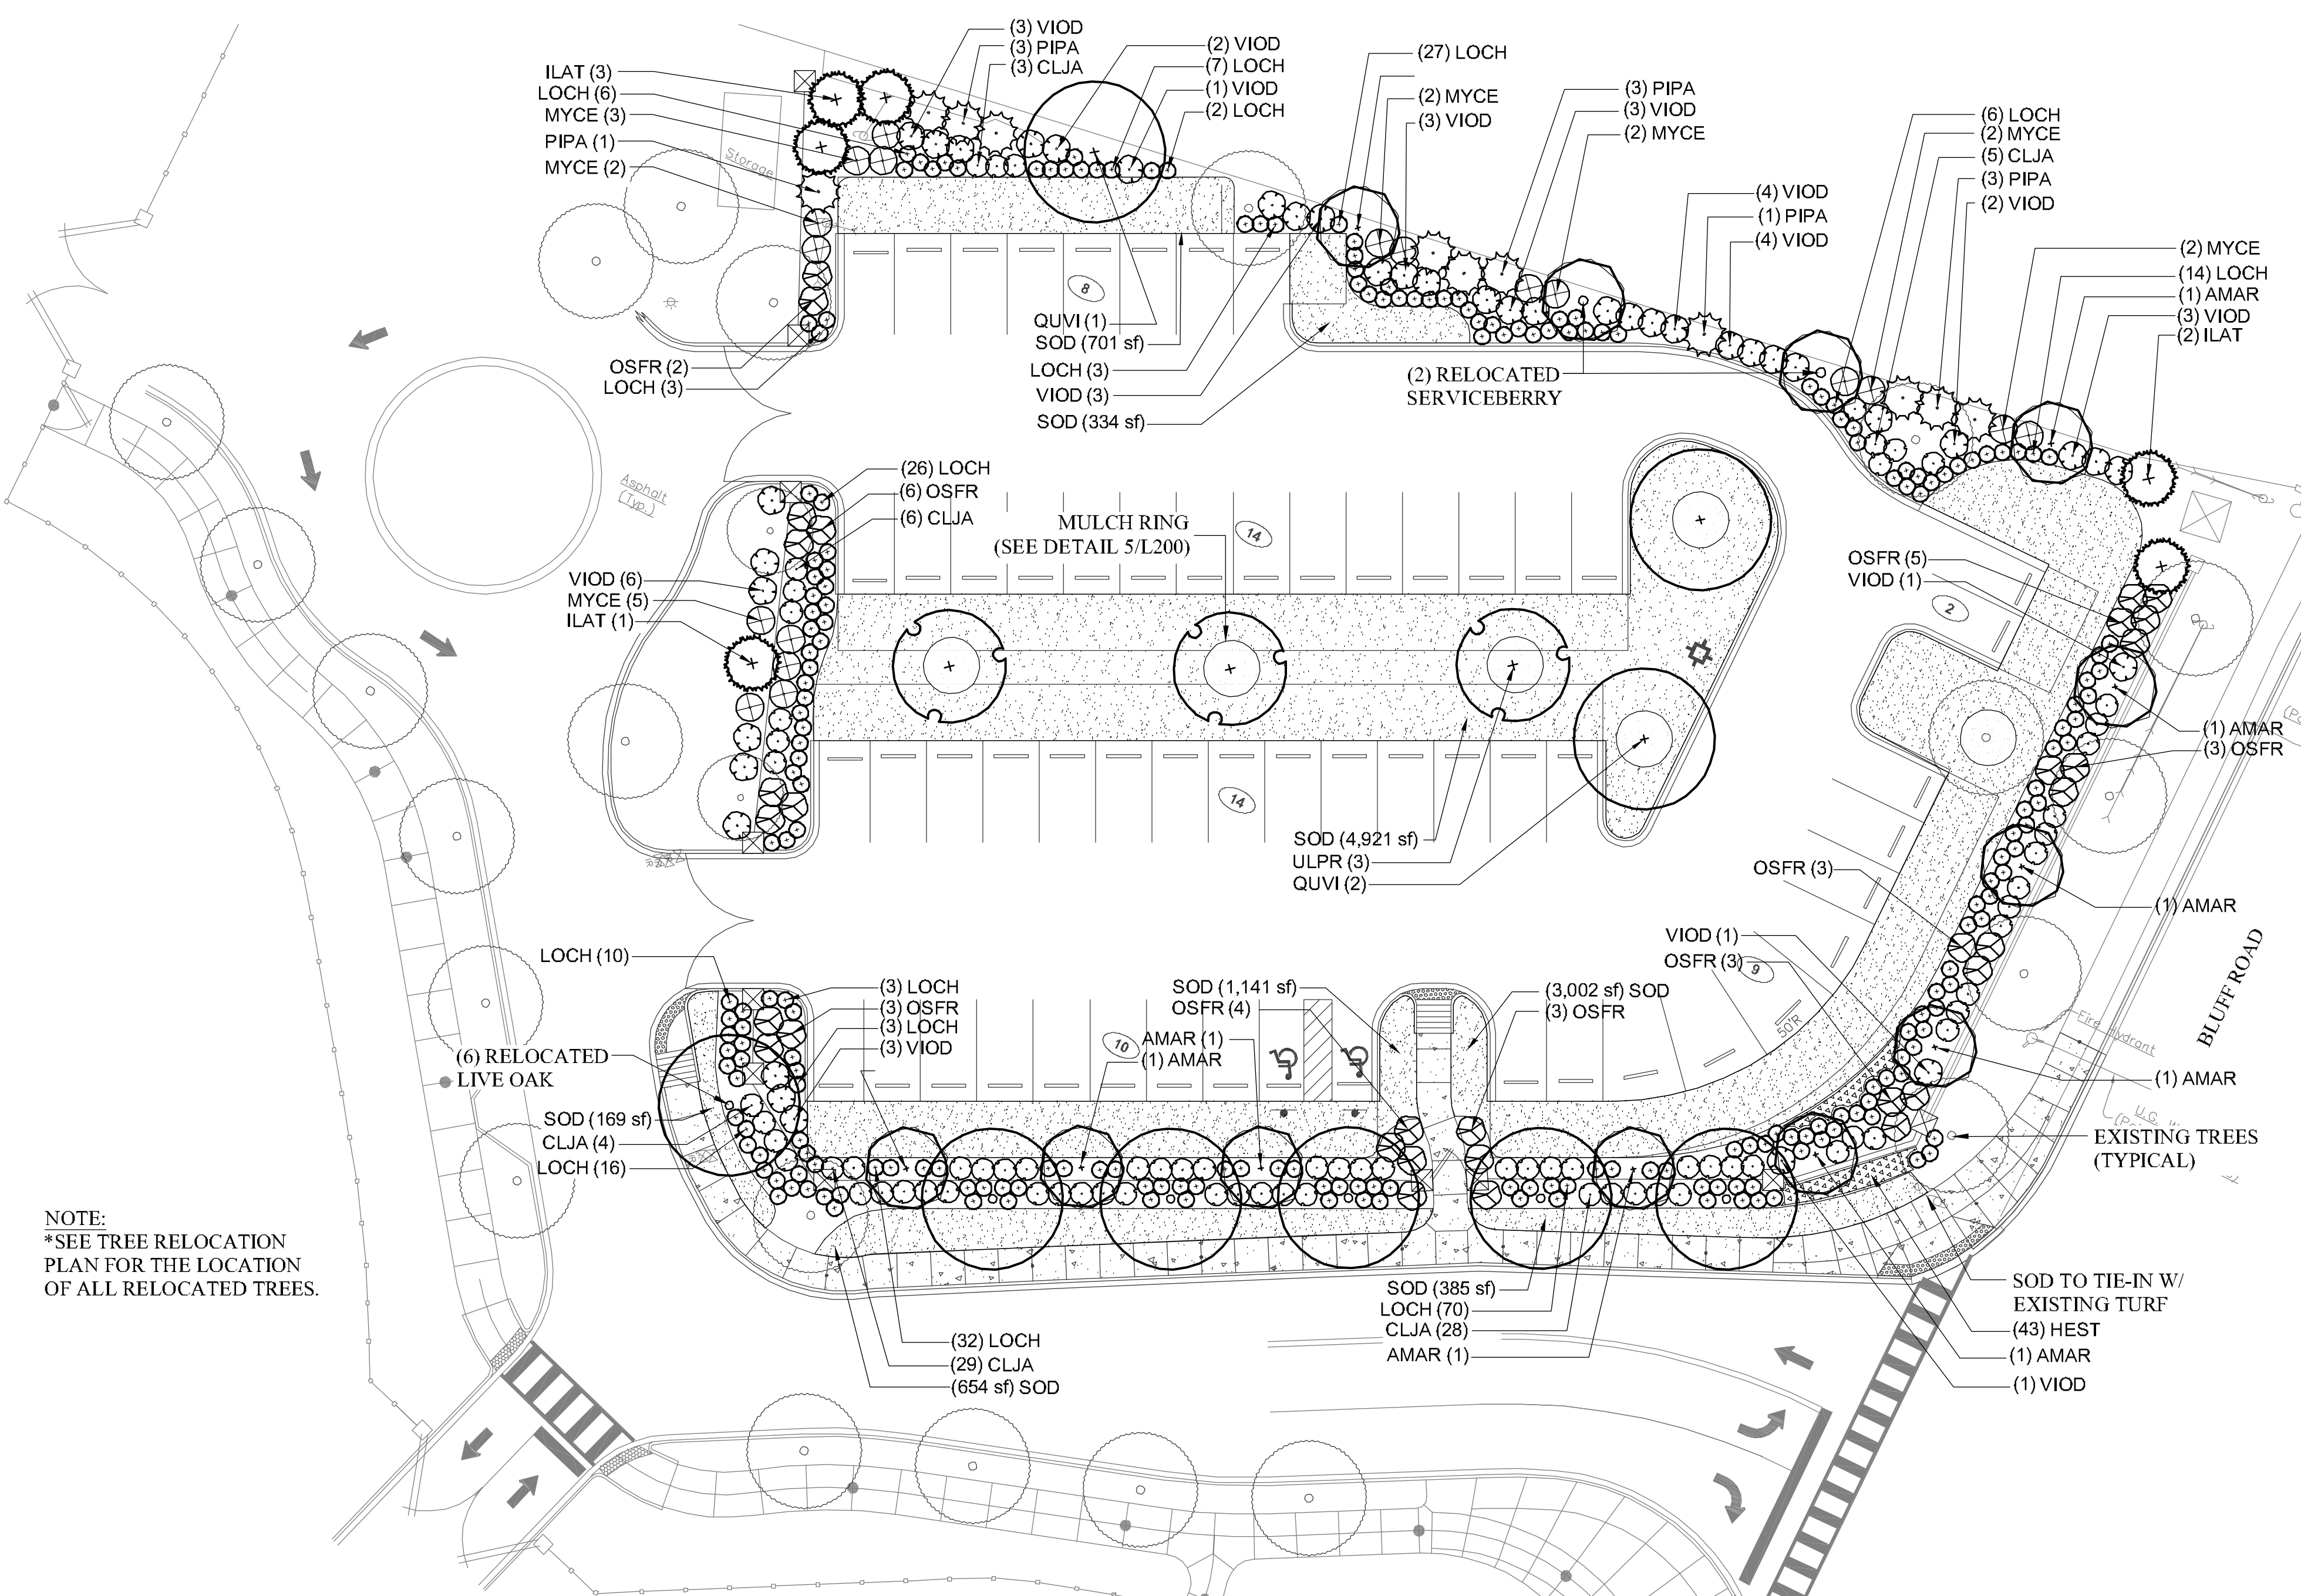 (3) VIOD
(3) PIPA
(3) CLJA
(2) VIOD
(7) LOCH
(1) VIOD
(2) LOCH
(27) LOCH
(2) MYCE
(3) VIOD
(3) PIPA
(3) VIOD
(2) MYCE
(4) VIOD
(1) PIPA
(4) VIOD
(6) LOCH
(2) MYCE
(5) CLJA
(3) PIPA
(2) VIOD
(2) MYCE
(14) LOCH
(1) AMAR
(3) VIOD
(2) ILAT
ILAT (3)
LOCH (6)
MYCE (3)
PIPA (1)
MYCE (2)
Storage
8
OSFR (2)
LOCH (3)
QUVI (1)
SOD (701 sf)
LOCH (3)
VIOD (3)
SOD (334 sf)
(2) RELOCATED
SERVICEBERRY
Asphalt
(Typ.)
(26) LOCH
(6) OSFR
(6) CLJA
VIOD (6)
MYCE (5)
ILAT (1)
MULCH RING
(SEE DETAIL 5/L200)
14
14
OSFR (5)
VIOD (1)
2
(1) AMAR
(3) OSFR
SOD (4,921 sf)
ULPR (3)
QUVI (2)
OSFR (3)
(1) AMAR
VIOD (1)
OSFR (3)
9
50'R
BLUFF ROAD
Fire Hydrant
U.G.
(1) AMAR
EXISTING TREES
(TYPICAL)
LOCH (10)
(3) LOCH
(3) OSFR
(3) LOCH
(3) VIOD
(6) RELOCATED
LIVE OAK
SOD (169 sf)
CLJA (4)
LOCH (16)
10
AMAR (1)
(1) AMAR
SOD (1,141 sf)
OSFR (4)
(3,002 sf) SOD
(3) OSFR
NOTE:
*SEE TREE RELOCATION
PLAN FOR THE LOCATION
OF ALL RELOCATED TREES.
(32) LOCH
(29) CLJA
(654 sf) SOD
SOD (385 sf)
LOCH (70)
CLJA (28)
AMAR (1)
SOD TO TIE-IN W/
EXISTING TURF
(43) HEST
(1) AMAR
(1) VIOD